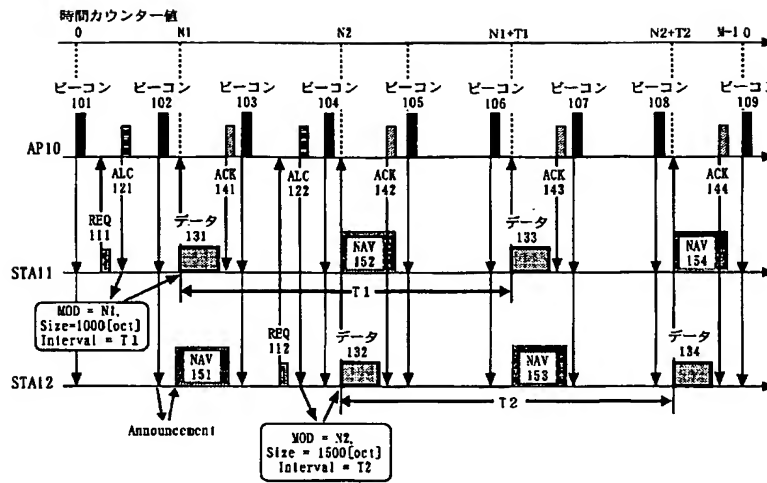 時間カウンター値
0 N1 N2 N1+T1 N2+T2 M-1 0
ビーコン ビーコン ビーコン ビーコン ビーコン ビーコン ビーコン ビーコン ビーコン
101 102 103 104 105 106 107 108 109
AP10
ALC
121
ACK
141
ALC
122
ACK
142
ACK
143
ACK
144
REQ
111
データ
131
NAV
152
データ
133
NAV
154
STA11
T1
MOD = N1,
Size=1000[oct]
Interval = T1
REQ
112
データ
132
データ
134
NAV
151
NAV
153
STA12
T2
Announcement
MOD = N2,
Size = 1500[oct]
Interval = T2